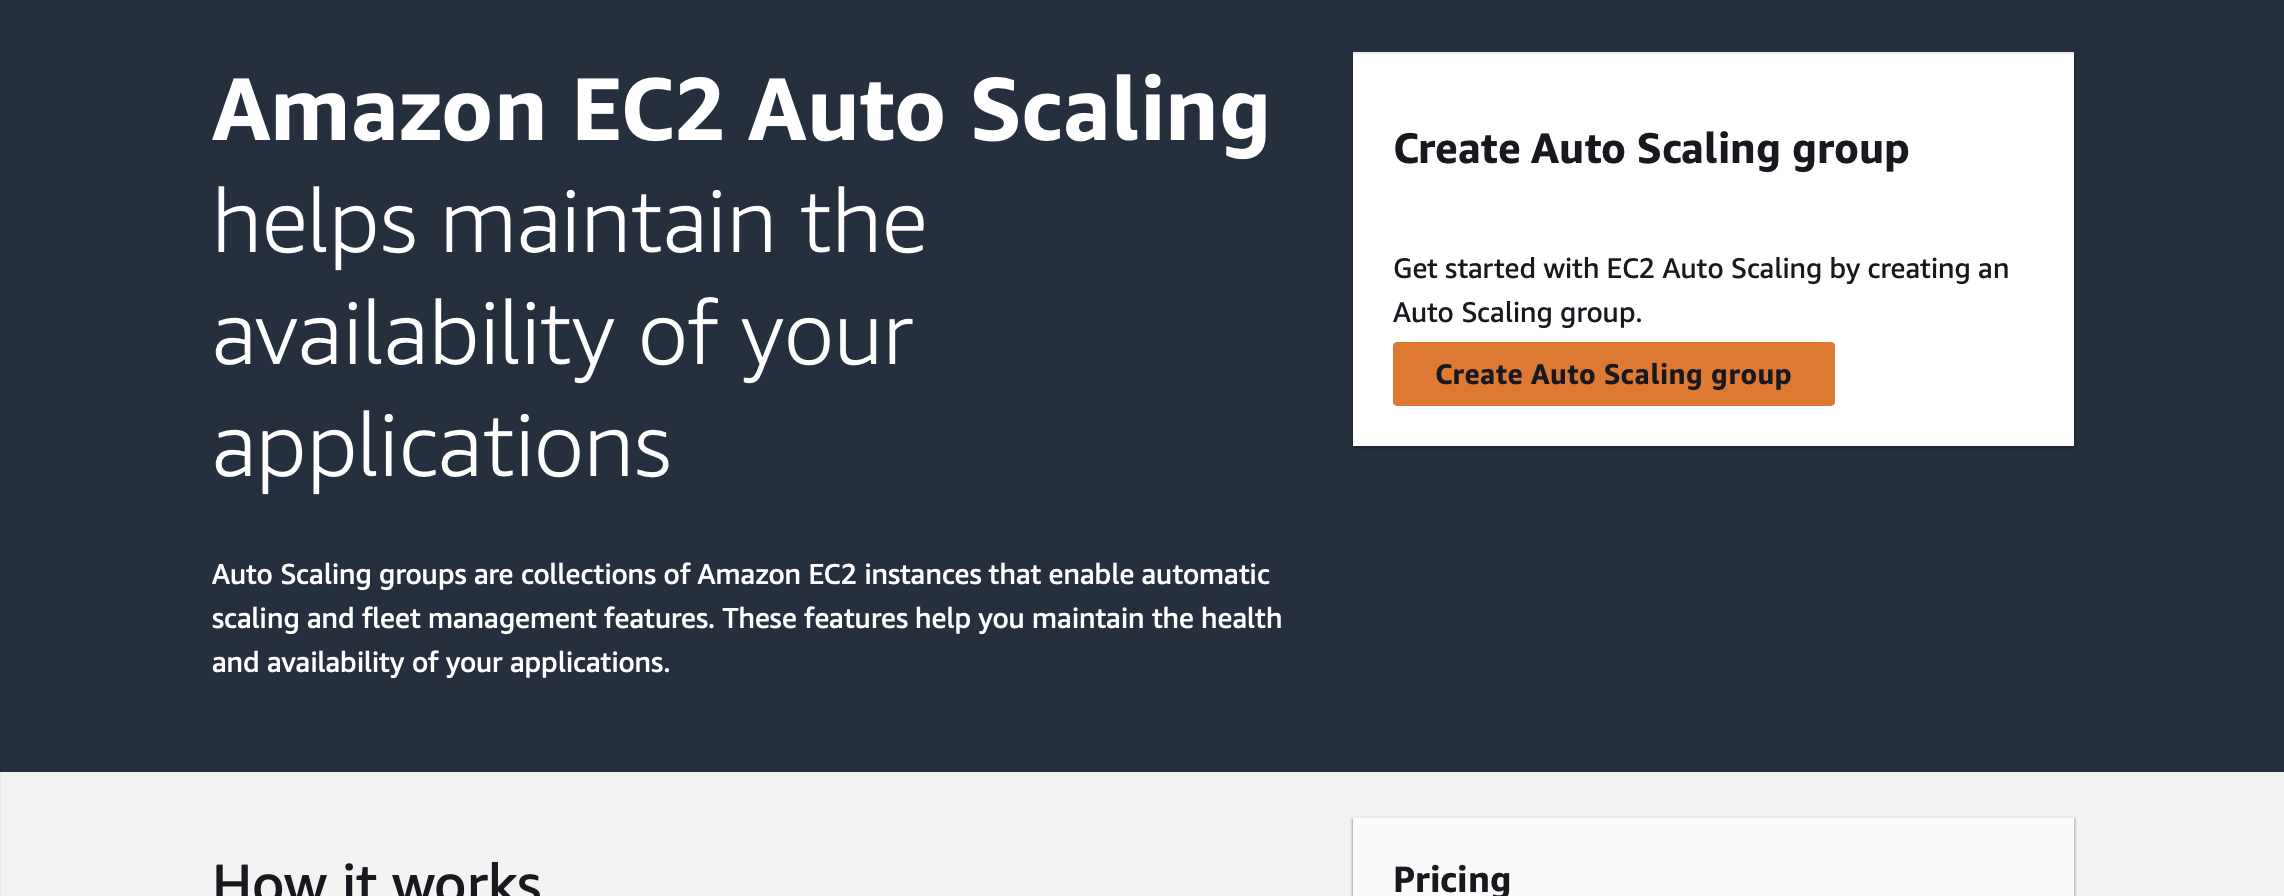 Amazon EC2 Auto Scaling
helps maintain the
availability of your
applications
Auto Scaling groups are collections of Amazon EC2 instances that enable automatic
scaling and fleet management features. These features help you maintain the health
and availability of your applications.
Create Auto Scaling group
Get started with EC2 Auto Scaling by creating an
Auto Scaling group.
Create Auto Scaling group
How it works
Pricing